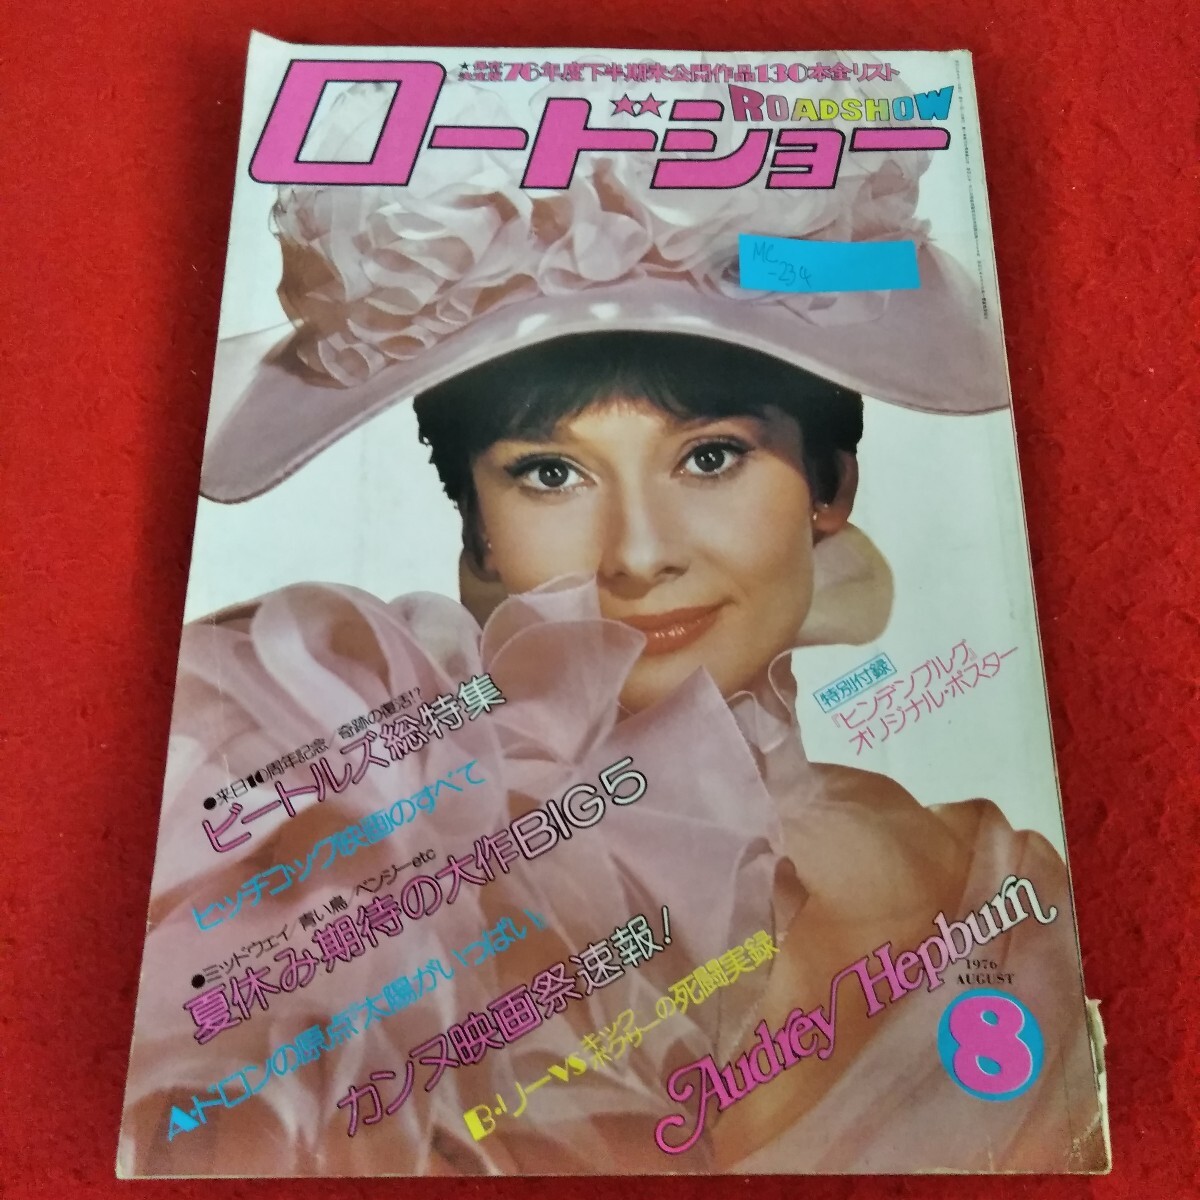 76年度下半期未公開作品130本全リスト
ロードショー
ROADSHOW
MC
-234
特別付録
『ヒンデンブルグ』
オリジナル・ポスター
●来日10周年記念/奇跡の復活!?
ビートルズ総特集
ヒッチコック映画のすべて
●ミッドウェイ/青い鳥/ベンジーetc
夏休み期待の大作BIG5
A・ドロンの原点“太陽がいっぱい”
カンヌ映画祭速報!
B・リーvsキックボクサーの死闘実録
Audrey Hepburn
1976
AUGUST
8